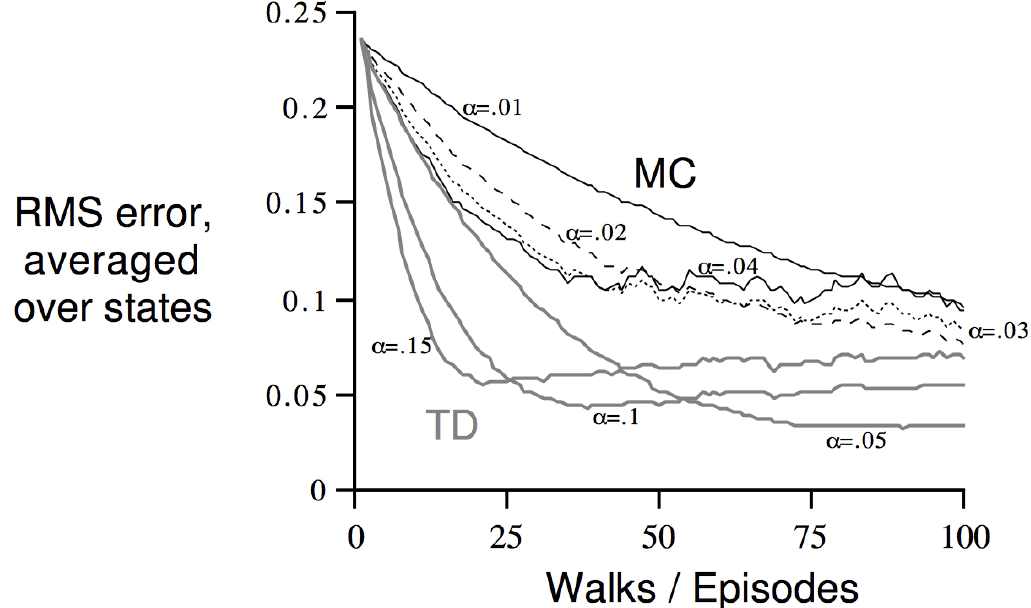 0.25
0.2
α=.01
MC
0.15
RMS error,
averaged
over states
α=.02
α=.04
0.1
α=.03
α=.15
0.05
TD
α=.1
α=.05
0
0 25 50 75 100
Walks / Episodes